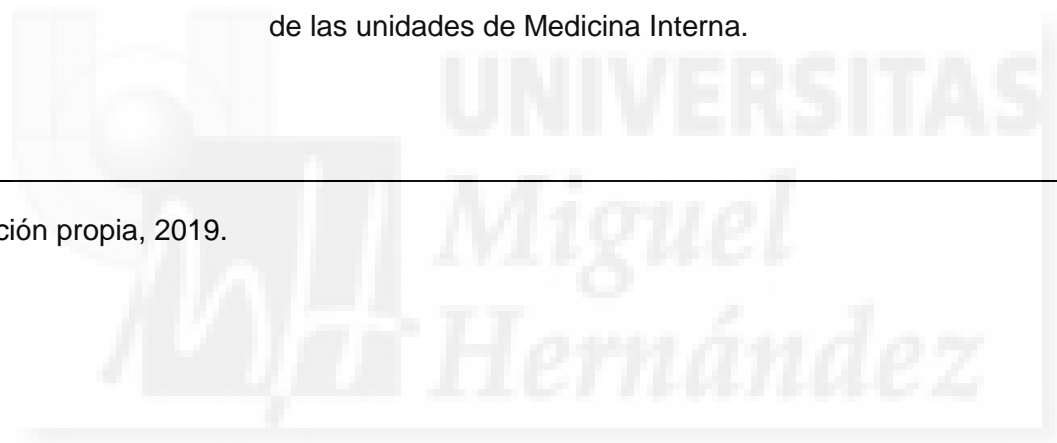 de las unidades de Medicina Interna.
UNIVERSITAS
ción propia, 2019.
Miguel
Hernández